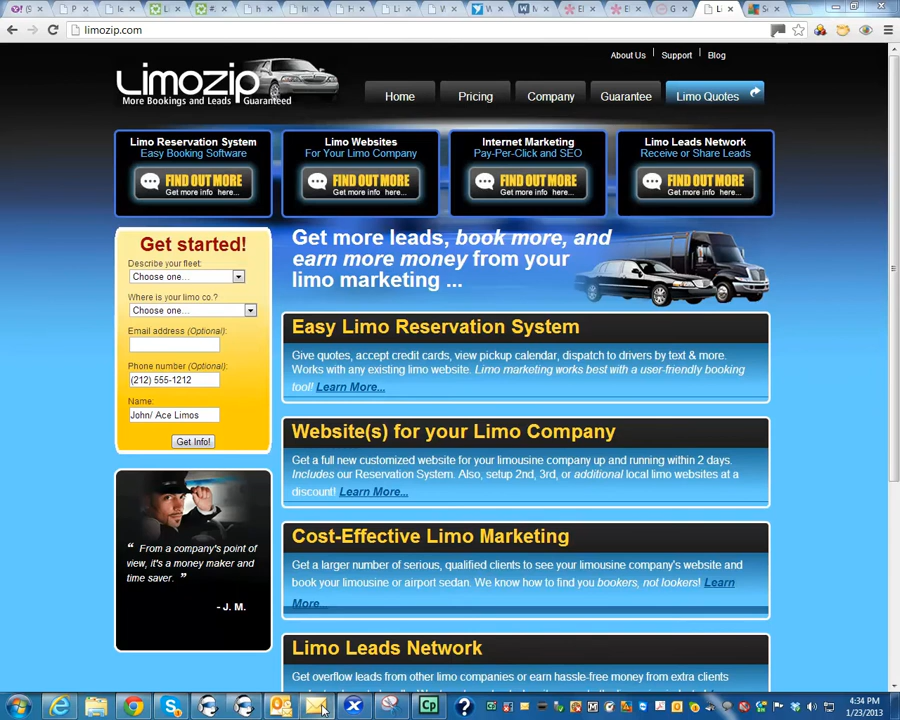 limozip.com
About Us
Support
Blog
Limozip
More Bookings and Leads Guaranteed
Home
Pricing
Company
Guarantee
Limo Quotes
Limo Reservation System
Easy Booking Software
FIND OUT MORE
Get more info here...
Limo Websites
For Your Limo Company
FIND OUT MORE
Get more info here...
Internet Marketing
Pay-Per-Click and SEO
FIND OUT MORE
Get more info here...
Limo Leads Network
Receive or Share Leads
FIND OUT MORE
Get more info here...
Get started!
Describe your fleet:
Choose one...
Where is your limo co.?
Choose one...
Email address (Optional):
Phone number (Optional):
(212) 555-1212
Name:
John/ Ace Limos
Get Info!
Get more leads, book more, and
earn more money from your
limo marketing ...
Easy Limo Reservation System
Give quotes, accept credit cards, view pickup calendar, dispatch to drivers by text & more.
Works with any existing limo website. Limo marketing works best with a user-friendly booking
tool! Learn More...
Website(s) for your Limo Company
Get a full new customized website for your limousine company up and running within 2 days.
Includes our Reservation System. Also, setup 2nd, 3rd, or additional local limo websites at a
discount! Learn More...
Cost-Effective Limo Marketing
Get a larger number of serious, qualified clients to see your limousine company's website and
book your limousine or airport sedan. We know how to find you bookers, not lookers! Learn
More...
Limo Leads Network
Get overflow leads from other limo companies or earn hassle-free money from extra clients
“ From a company's point of
view, it's a money maker and
time saver. ”
- J. M.
Cp
4:34 PM
1/23/2013